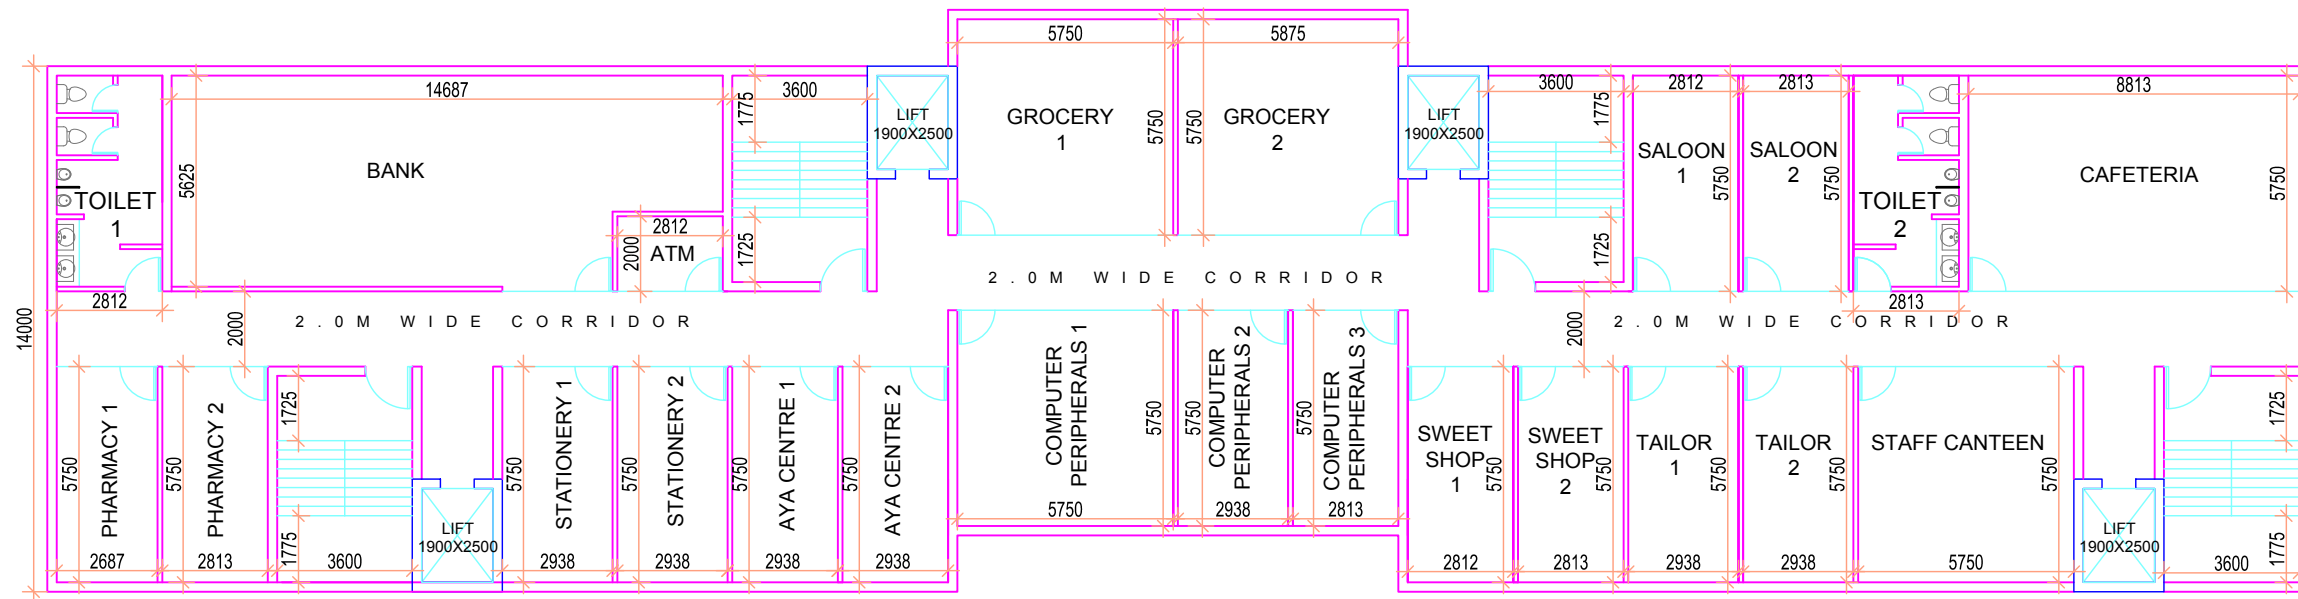 5750
5875
14687
3600
3600
2812
2813
8813
1775
LIFT
1900X2500
GROCERY
1
5750
5750
GROCERY
2
LIFT
1900X2500
1775
SALOON
1
5750
SALOON
2
5750
CAFETERIA
5750
BANK
5625
TOILET
1
TOILET
2
2812
ATM
2000
1725
1725
2 . 0 M W I D E C O R R I D O R
2812
2813
14000
2000
2 . 0 M W I D E C O R R I D O R
2000
2 . 0 M W I D E C O R R I D O R
5750
PHARMACY 1
5750
PHARMACY 2
1725
1775
LIFT
1900X2500
5750
STATIONERY 1
5750
STATIONERY 2
5750
AYA CENTRE 1
5750
AYA CENTRE 2
COMPUTER
PERIPHERALS 1
5750
5750
COMPUTER
PERIPHERALS 2
5750
COMPUTER
PERIPHERALS 3
SWEET
SHOP
1
5750
SWEET
SHOP
2
5750
TAILOR
1
5750
TAILOR
2
5750
STAFF CANTEEN
5750
LIFT
1900X2500
1725
1775
5750
2938
2813
2687
2813
3600
2938
2938
2938
2938
2812
2813
2938
2938
5750
3600